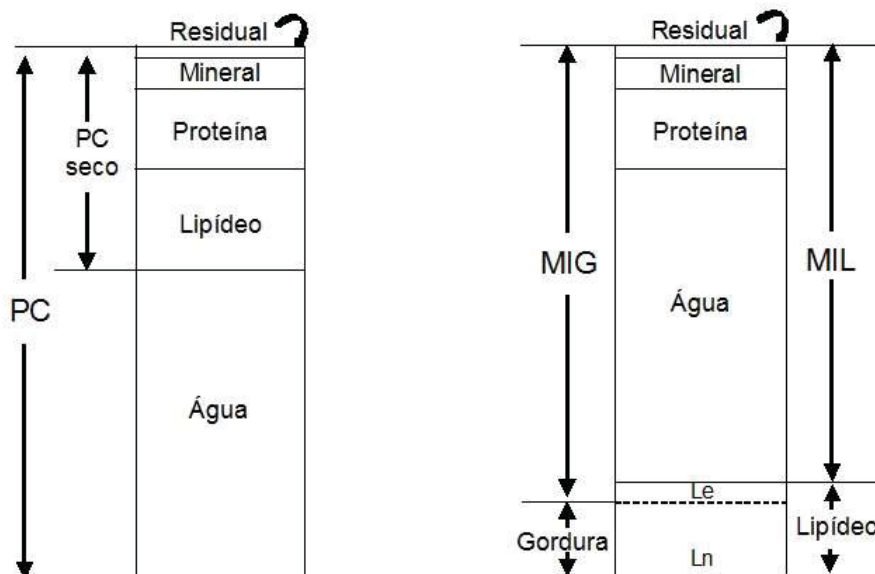 Residual
Mineral
PC
seco
Proteína
Lipídeo
PC
Água
Residual
Mineral
Proteína
MIG
MIL
Água
Le
Gordura
Lipídeo
Ln